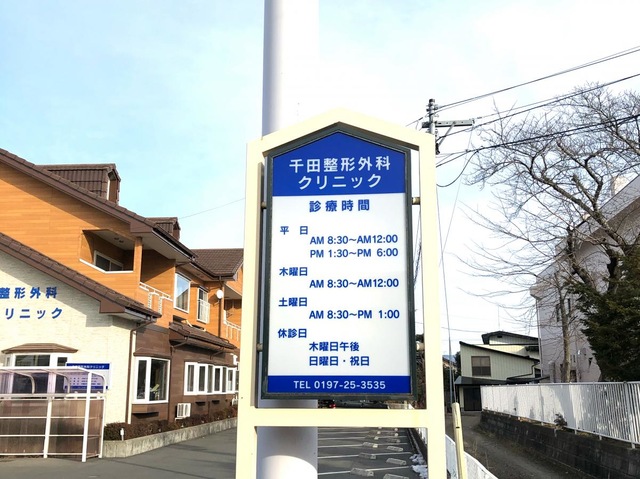 千田整形外科
クリニック
診療時間
平 日
AM 8:30〜AM12:00
PM 1:30〜PM 6:00
木曜日
AM 8:30〜AM12:00
土曜日
AM 8:30〜PM 1:00
休診日
木曜日午後
日曜日・祝日
TEL 0197-25-3535
整形外科
リニック